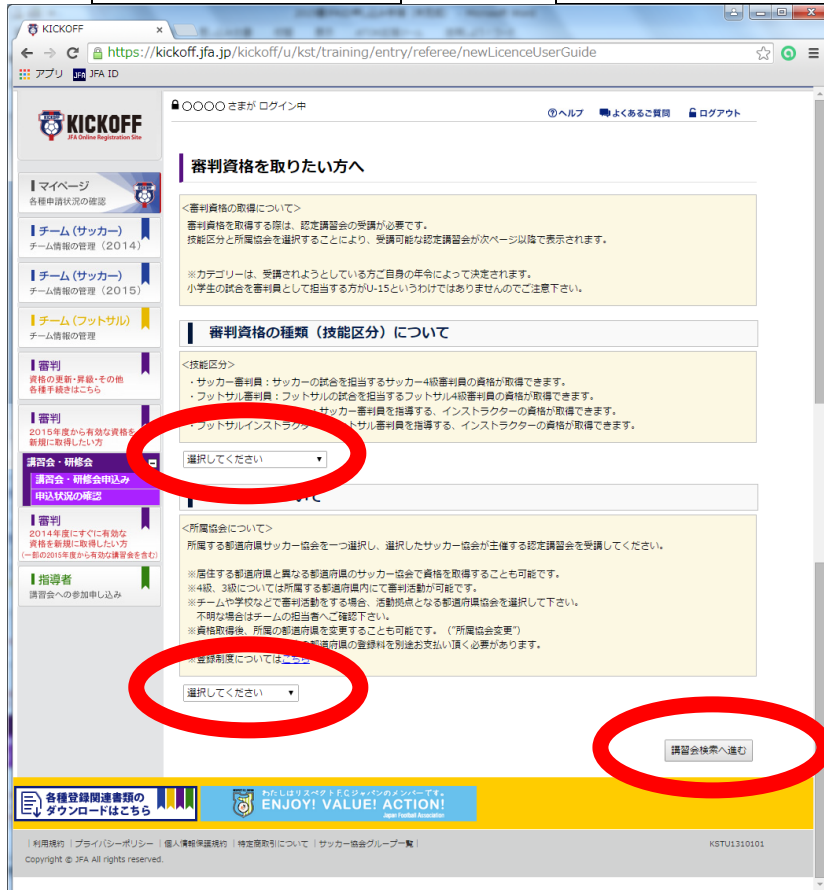 KICKOFF
https://kickoff.jfa.jp/kickoff/u/kst/training/entry/referee/newLicenceUserGuide
アプリ JFA JFA ID
KICKOFF
JFA Online Registration Site
〇〇〇〇 さまが ログイン中
ヘルプ よくあるご質問 ログアウト
マイページ
各種申請状況の確認
チーム (サッカー)
チーム情報の管理 (2014)
チーム (サッカー)
チーム情報の管理 (2015)
チーム (フットサル)
チーム情報の管理
審判
資格の更新・昇級・その他
各種手続きはこちら
審判
2015年度から有効な資格を
新規に取得したい方
講習会・研修会
講習会・研修会申込み
申込状況の確認
審判
2014年度にすぐに有効な
資格を新規に取得したい方
(一部の2015年度から有効な講習会を含む)
指導者
講習会への参加申し込み
審判資格を取りたい方へ
<審判資格の取得について>
審判資格を取得する際は、認定講習会の受講が必要です。
技能区分と所属協会を選択することにより、受講可能な認定講習会が次ページ以降で表示されます。
※カテゴリーは、受講されようとしている方ご自身の年令によって決定されます。
小学生の試合を審判員として担当する方がU-15というわけではありませんのでご注意下さい。
審判資格の種類（技能区分）について
<技能区分>
・サッカー審判員：サッカーの試合を担当するサッカー4級審判員の資格が取得できます。
・フットサル審判員：フットサルの試合を担当するフットサル4級審判員の資格が取得できます。
サッカー審判員を指導する、インストラクターの資格が取得できます。
・フットサルインストラク トサル審判員を指導する、インストラクターの資格が取得できます。
選択してください
いて
<所属協会について>
所属する都道府県サッカー協会を一つ選択し、選択したサッカー協会が主催する認定講習会を受講してください。
※居住する都道府県と異なる都道府県のサッカー協会で資格を取得することも可能です。
※4級、3級については所属する都道府県内にて審判活動が可能です。
※チームや学校などで審判活動をする場合、活動拠点となる都道府県協会を選択して下さい。
不明な場合はチームの担当者へご確認下さい。
※資格取得後、所属の都道府県を変更することも可能です。（"所属協会変更"）
都道府県の登録料を別途お支払い頂く必要があります。
※登録制度についてはこちら
選択してください
講習会検索へ進む
各種登録関連書類の
ダウンロードはこちら
わたしはリスペクトF.C.ジャパンのメンバーです。
ENJOY! VALUE! ACTION!
Japan Football Association
| 利用規約 | プライバシーポリシー | 個人情報保護規約 | 特定商取引について | サッカー協会グループ一覧 |
KSTU1310101
Copyright © JFA All rights reserved.